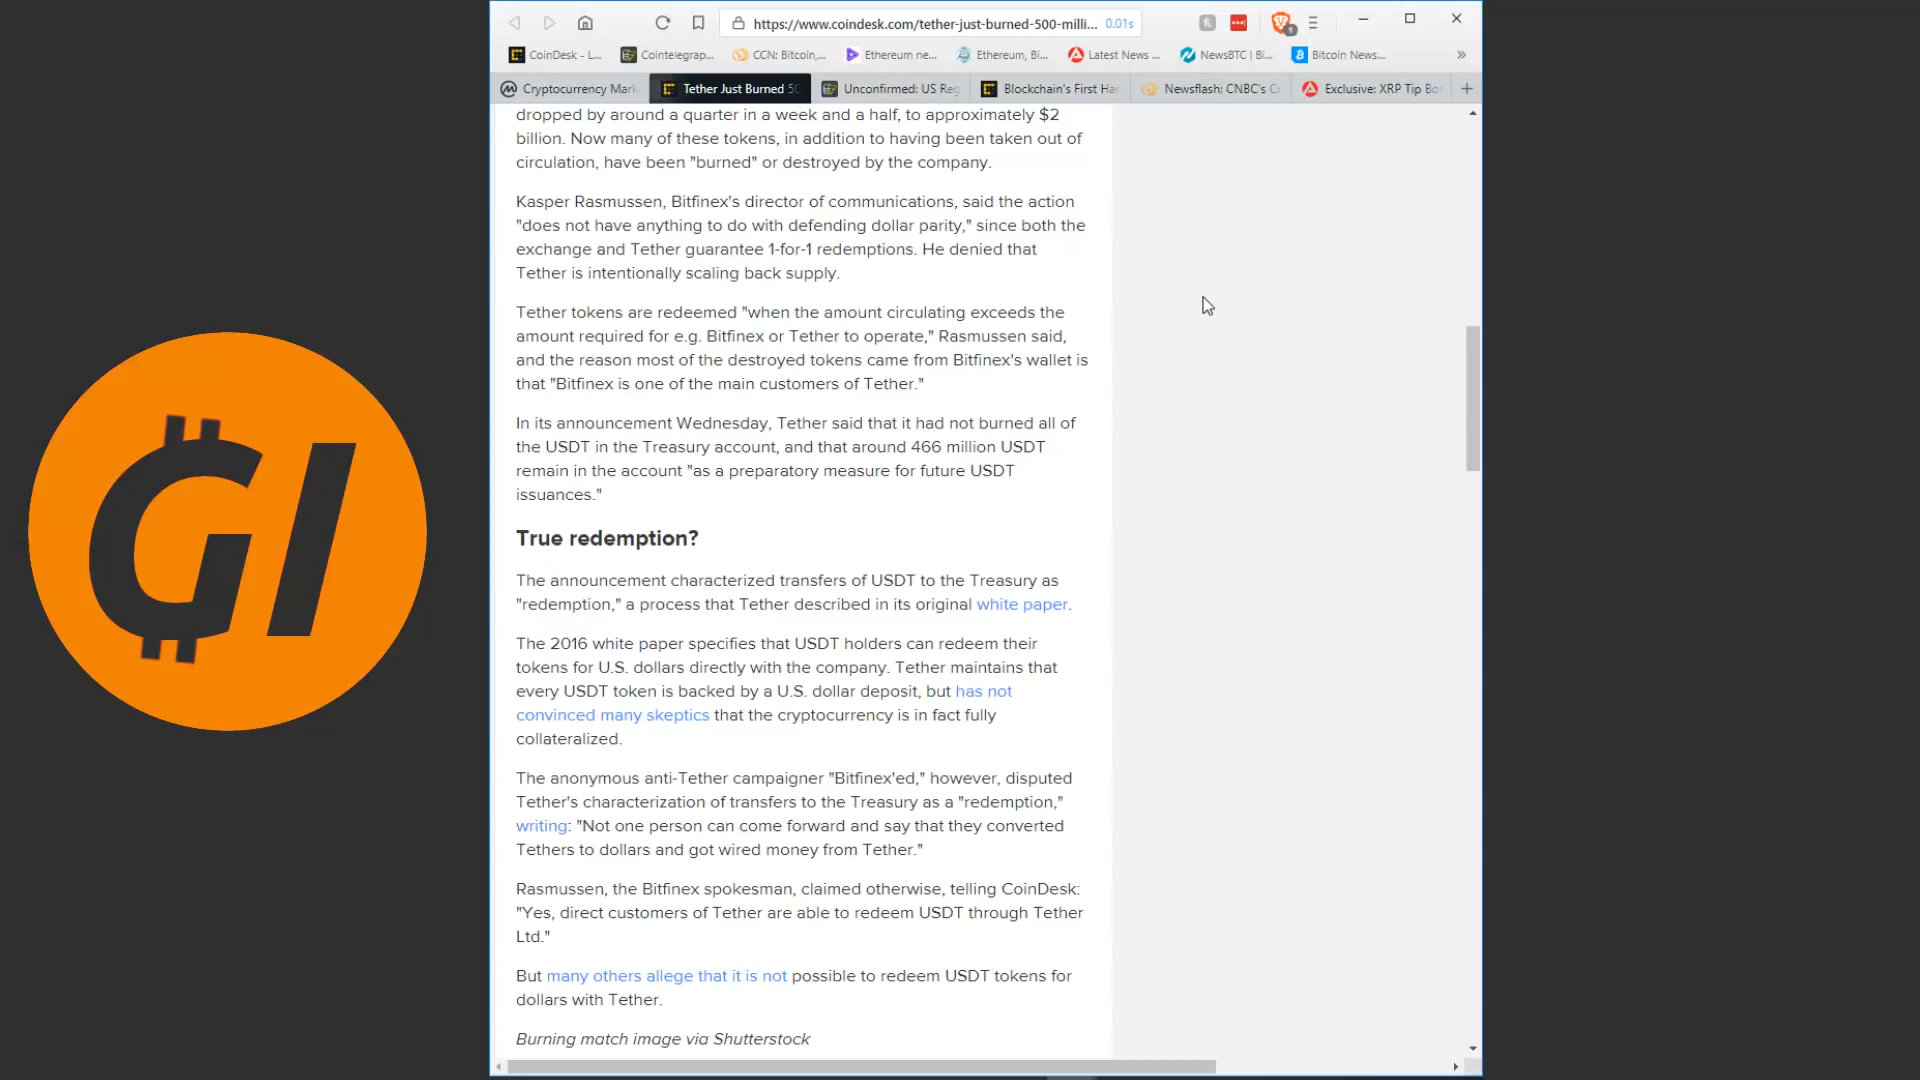 https://www.coindesk.com/tether-just-burned-500-milli... 0.01s
CoinDesk - L... Cointelegrap... CCN: Bitcoin,... Ethereum ne... Ethereum, Bi... Latest News ... NewsBTC | Bi... Bitcoin News...
Cryptocurrency Mark Tether Just Burned 50 Unconfirmed: US Reg Blockchain's First Ha Newsflash: CNBC's C Exclusive: XRP Tip Bo
dropped by around a quarter in a week and a half, to approximately $2
billion. Now many of these tokens, in addition to having been taken out of
circulation, have been "burned" or destroyed by the company.
Kasper Rasmussen, Bitfinex's director of communications, said the action
"does not have anything to do with defending dollar parity," since both the
exchange and Tether guarantee 1-for-1 redemptions. He denied that
Tether is intentionally scaling back supply.
Tether tokens are redeemed "when the amount circulating exceeds the
amount required for e.g. Bitfinex or Tether to operate," Rasmussen said,
and the reason most of the destroyed tokens came from Bitfinex's wallet is
that "Bitfinex is one of the main customers of Tether."
In its announcement Wednesday, Tether said that it had not burned all of
the USDT in the Treasury account, and that around 466 million USDT
remain in the account "as a preparatory measure for future USDT
issuances."
True redemption?
The announcement characterized transfers of USDT to the Treasury as
"redemption," a process that Tether described in its original white paper.
The 2016 white paper specifies that USDT holders can redeem their
tokens for U.S. dollars directly with the company. Tether maintains that
every USDT token is backed by a U.S. dollar deposit, but has not
convinced many skeptics that the cryptocurrency is in fact fully
collateralized.
The anonymous anti-Tether campaigner "Bitfinex'ed," however, disputed
Tether's characterization of transfers to the Treasury as a "redemption,"
writing: "Not one person can come forward and say that they converted
Tethers to dollars and got wired money from Tether."
Rasmussen, the Bitfinex spokesman, claimed otherwise, telling CoinDesk:
"Yes, direct customers of Tether are able to redeem USDT through Tether
Ltd."
But many others allege that it is not possible to redeem USDT tokens for
dollars with Tether.
Burning match image via Shutterstock
GI